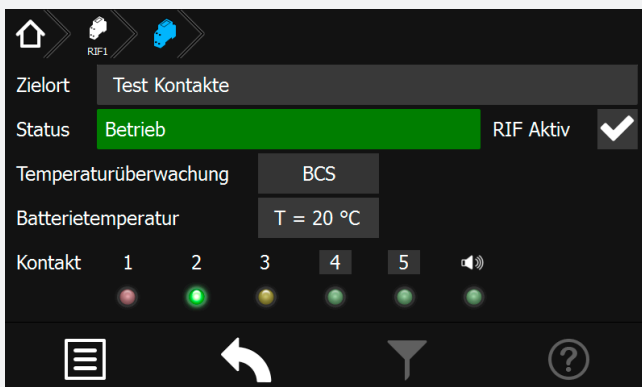 RIF1
Zielort Test Kontakte
Status Betrieb RIF Aktiv
Temperaturüberwachung BCS
Batterietemperatur T = 20 °C
Kontakt 1 2 3 4 5
?